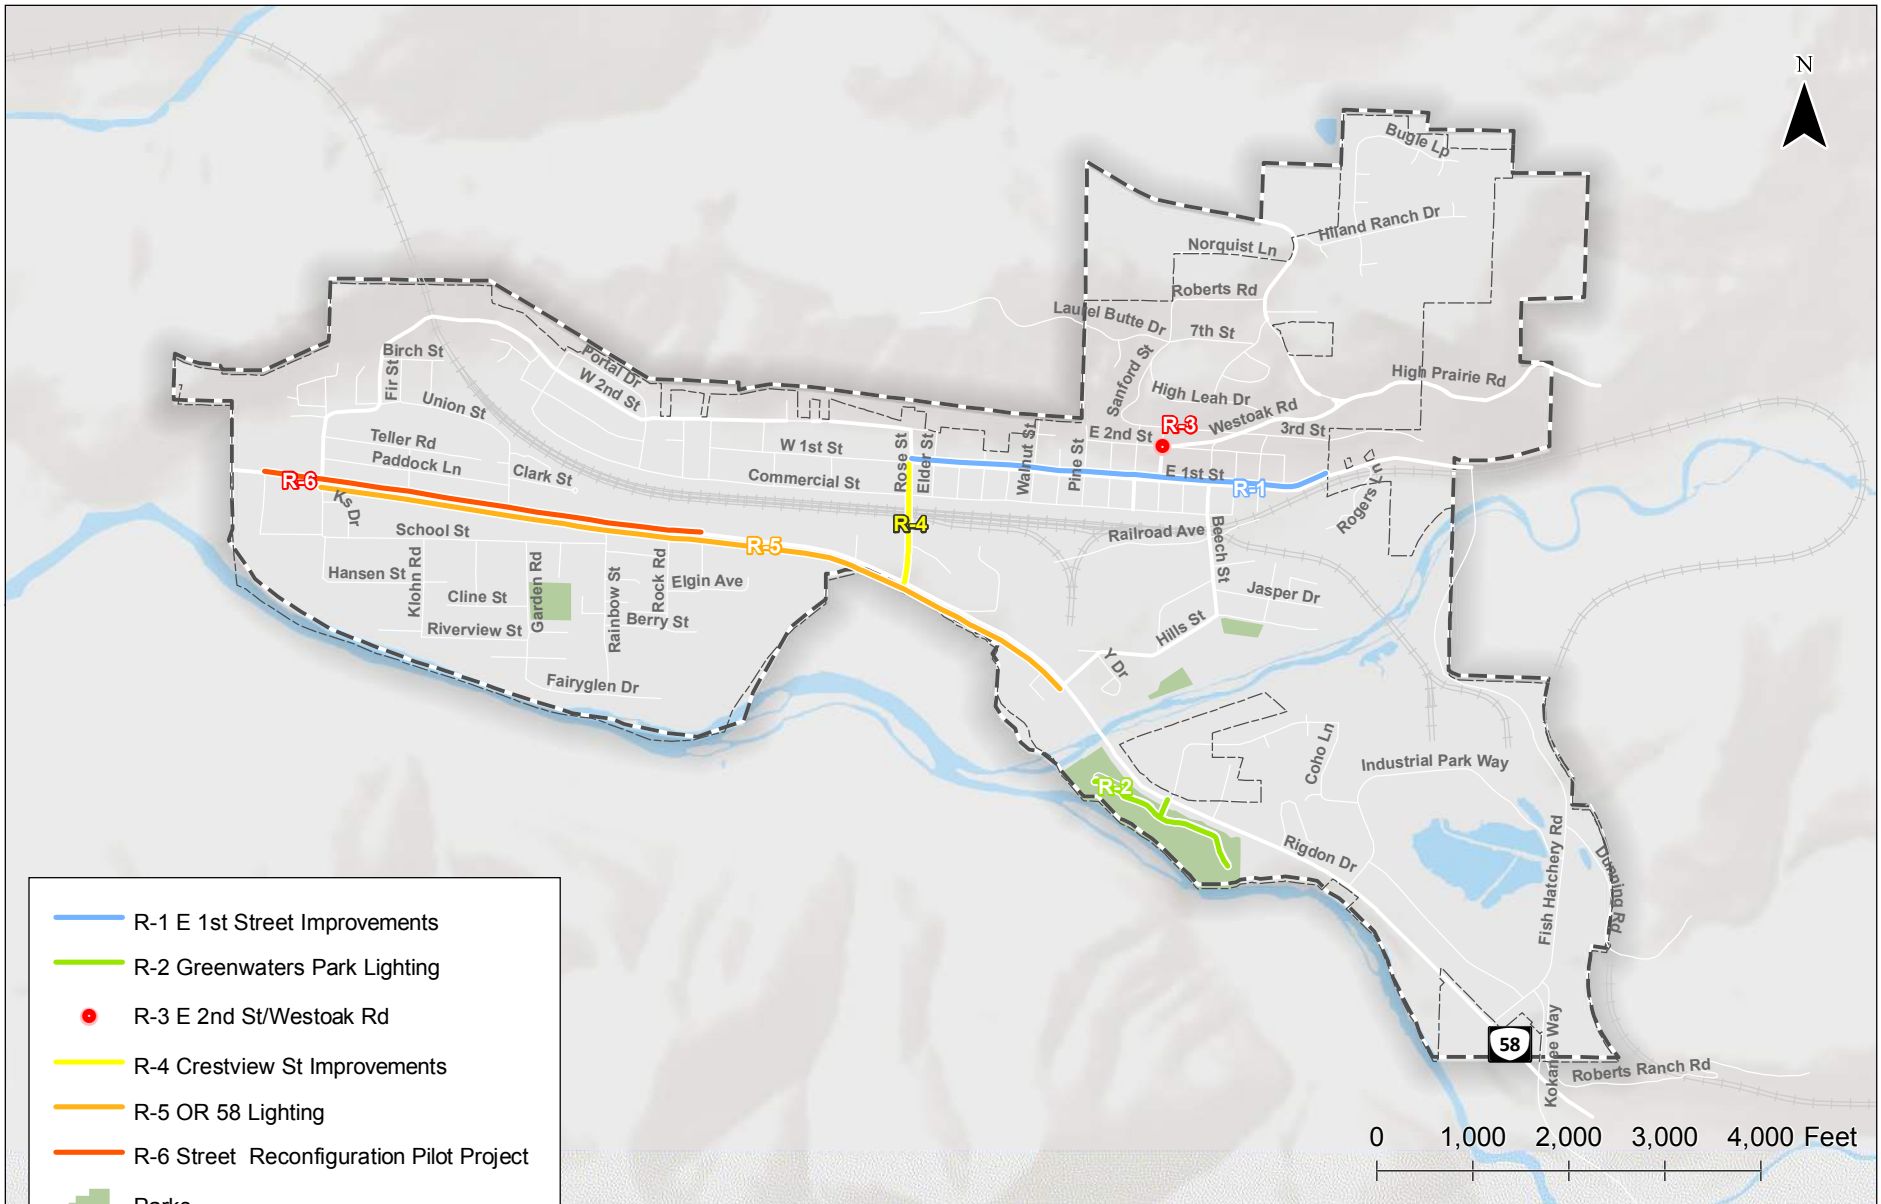 N
Bugle Lp
Hiland Ranch Dr
Norquist Ln
Roberts Rd
Laurel Butte Dr
7th St
Sanford St
High Prairie Rd
High Leah Dr
Westoak Rd
R-3
3rd St
E 2nd St
Birch St
Fir St
Portal Dr
W 2nd St
Union St
Teller Rd
Paddock Ln
Clark St
W 1st St
Commercial St
Rose St
Elder St
Walnut St
Pine St
E 1st St
R-1
Rogers Ln
R-6
Ks Dr
R-4
Railroad Ave
Beech St
School St
R-5
Hansen St
Klohn Rd
Garden Rd
Rainbow St
Rock Rd
Elgin Ave
Cline St
Berry St
Riverview St
Jasper Dr
Hills St
Y Dr
Fairyglen Dr
Coho Ln
Industrial Park Way
R-2
Rigdon Dr
Fish Hatchery Rd
Dunning Rd
58
Kokanee Way
Roberts Ranch Rd
R-1 E 1st Street Improvements
R-2 Greenwaters Park Lighting
R-3 E 2nd St/Westoak Rd
R-4 Crestview St Improvements
R-5 OR 58 Lighting
R-6 Street Reconfiguration Pilot Project
Parks
0 1,000 2,000 3,000 4,000 Feet